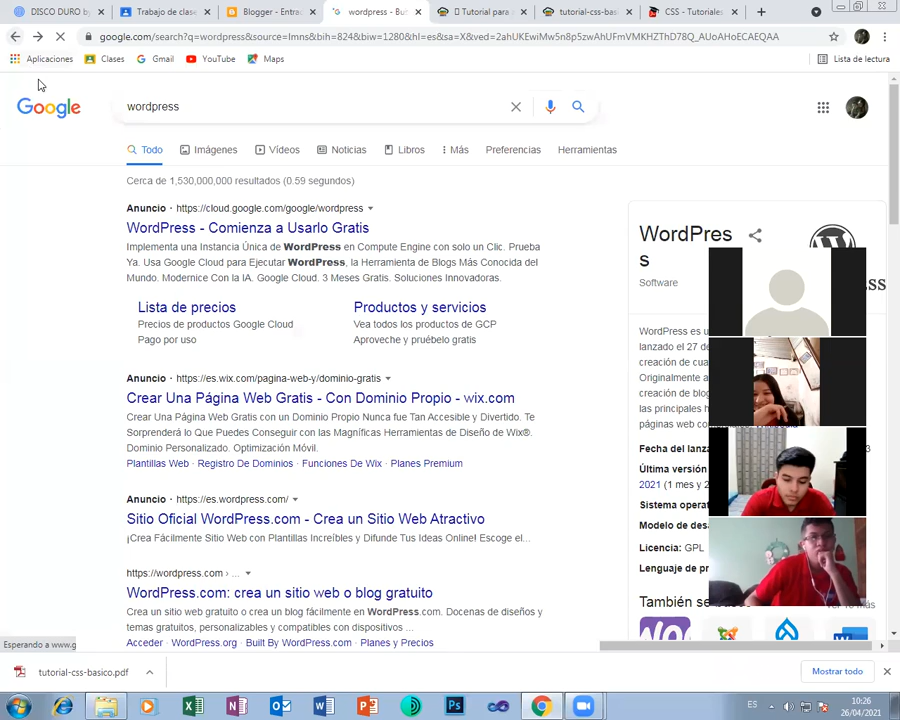 DISCO DURO by
Trabajo de clase
Blogger - Entrac
wordpress - Bus
Tutorial para
tutorial-css-basic
CSS - Tutoriales
google.com/search?q=wordpress&source=lmns&bih=824&biw=1280&hl=es&sa=X&ved=2ahUKEwiMw5n8p5zwAhUFmVMKHZThD78Q_AUoAHoECAEQAA
Aplicaciones
Clases
Gmail
YouTube
Maps
Lista de lectura
Google
wordpress
Todo
Imágenes
Vídeos
Noticias
Libros
Más
Preferencias
Herramientas
Cerca de 1,530,000,000 resultados (0.59 segundos)
Anuncio · https://cloud.google.com/google/wordpress
WordPress - Comienza a Usarlo Gratis
Implementa una Instancia Única de WordPress en Compute Engine con solo un Clic. Prueba
Ya. Usa Google Cloud para Ejecutar WordPress, la Herramienta de Blogs Más Conocida del
Mundo. Modernice Con la IA. Google Cloud. 3 Meses Gratis. Soluciones Innovadoras.
Lista de precios
Precios de productos Google Cloud
Pago por uso
Productos y servicios
Vea todos los productos de GCP
Aproveche y pruébelo gratis
Anuncio · https://es.wix.com/pagina-web-y/dominio-gratis
Crear Una Página Web Gratis - Con Dominio Propio - wix.com
Crear Una Página Web Gratis con un Dominio Propio Nunca fue Tan Accesible y Divertido. Te
Sorprenderá lo Que Puedes Conseguir con las Magníficas Herramientas de Diseño de Wix®.
Dominio Personalizado. Optimización Móvil.
Plantillas Web · Registro De Dominios · Funciones De Wix · Planes Premium
Anuncio · https://es.wordpress.com/
Sitio Oficial WordPress.com - Crea un Sitio Web Atractivo
¡Crea Fácilmente Sitio Web con Plantillas Increíbles y Difunde Tus Ideas Online! Escoge el...
https://wordpress.com › ...
WordPress.com: crea un sitio web o blog gratuito
Crea un sitio web gratuito o crea un blog fácilmente en WordPress.com. Docenas de diseños y
temas gratuitos, personalizables y compatibles con dispositivos...
Acceder · WordPress.org · Built By WordPress.com · Planes y Precios
WordPres
s
Software
SS
WordPress es u
lanzado el 27 de
creación de cua
Originalmente a
creación de blog
las principales h
páginas web co
Fecha del lanza
3
Última versión
2021 (1 mes y 2
Sistema operat
Modelo de desa
Licencia: GPL
Lenguaje de pr
También se
Ver 10 más
Esperando a www.g
tutorial-css-basico.pdf
Mostrar todo
ES
10:26
26/04/2021